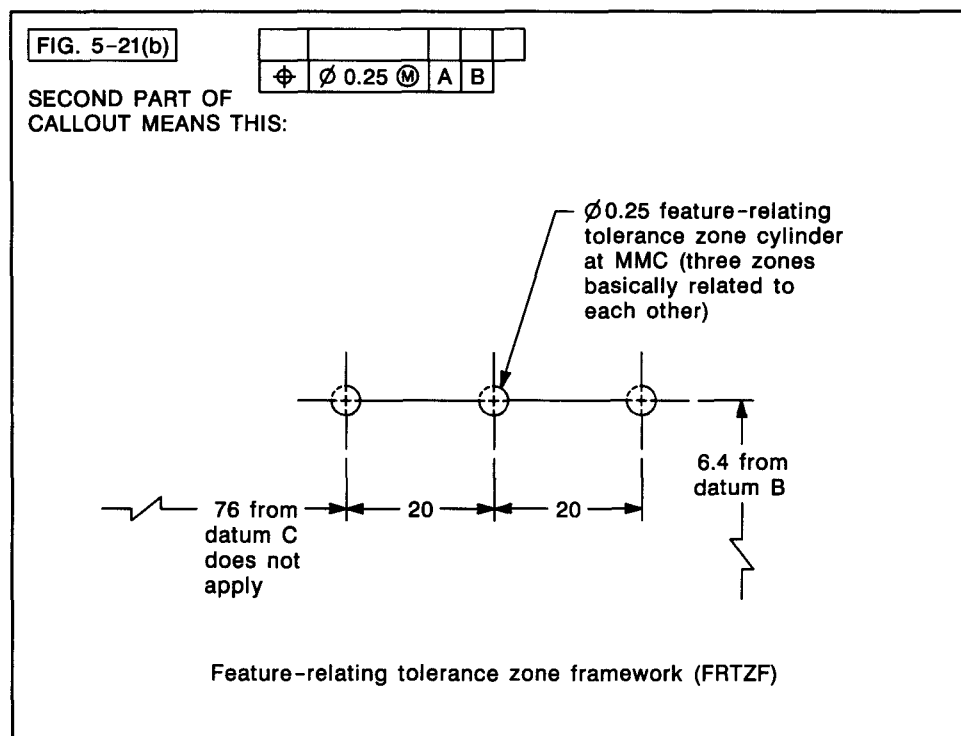 FIG. 5-21(b)
⌖ Ø 0.25 Ⓜ A B
SECOND PART OF
CALLOUT MEANS THIS:
Ø0.25 feature-relating
tolerance zone cylinder
at MMC (three zones
basically related to
each other)
6.4 from
datum B
76 from
datum C
does not
apply
20
20
Feature-relating tolerance zone framework (FRTZF)